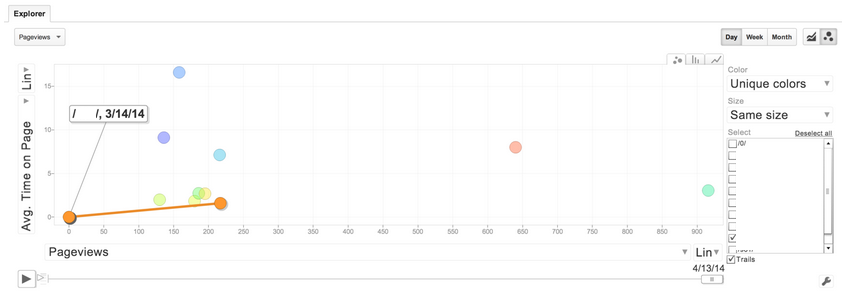 Explorer
Pageviews
Day Week Month
Color
Unique colors
Size
Same size
Select Deselect all
/0/
Trails
Lin
Avg. Time on Page
15
10
5
0
/ /, 3/14/14
0 50 100 150 200 250 300 350 400 450 500 550 600 650 700 750 800 850 900
Pageviews Lin
4/13/14